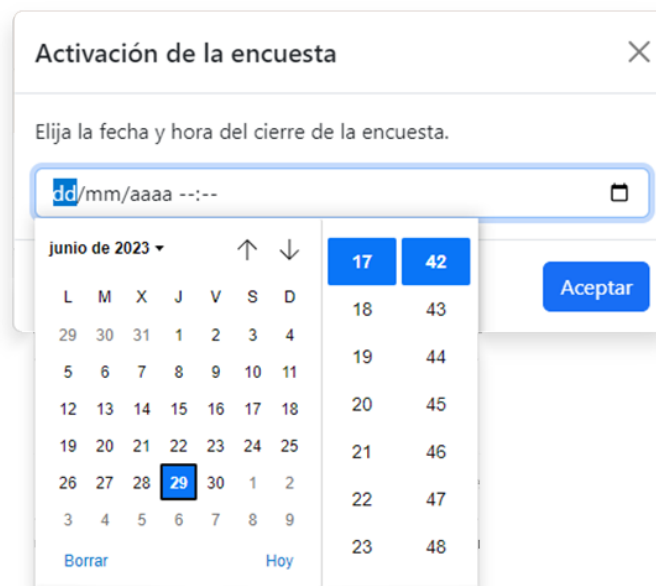 Activación de la encuesta
Elija la fecha y hora del cierre de la encuesta.
dd/mm/aaaa --:--
junio de 2023
L M X J V S D
29 30 31 1 2 3 4
5 6 7 8 9 10 11
12 13 14 15 16 17 18
19 20 21 22 23 24 25
26 27 28 29 30 1 2
3 4 5 6 7 8 9
Borrar Hoy
17 42
18 43
19 44
20 45
21 46
22 47
23 48
Aceptar